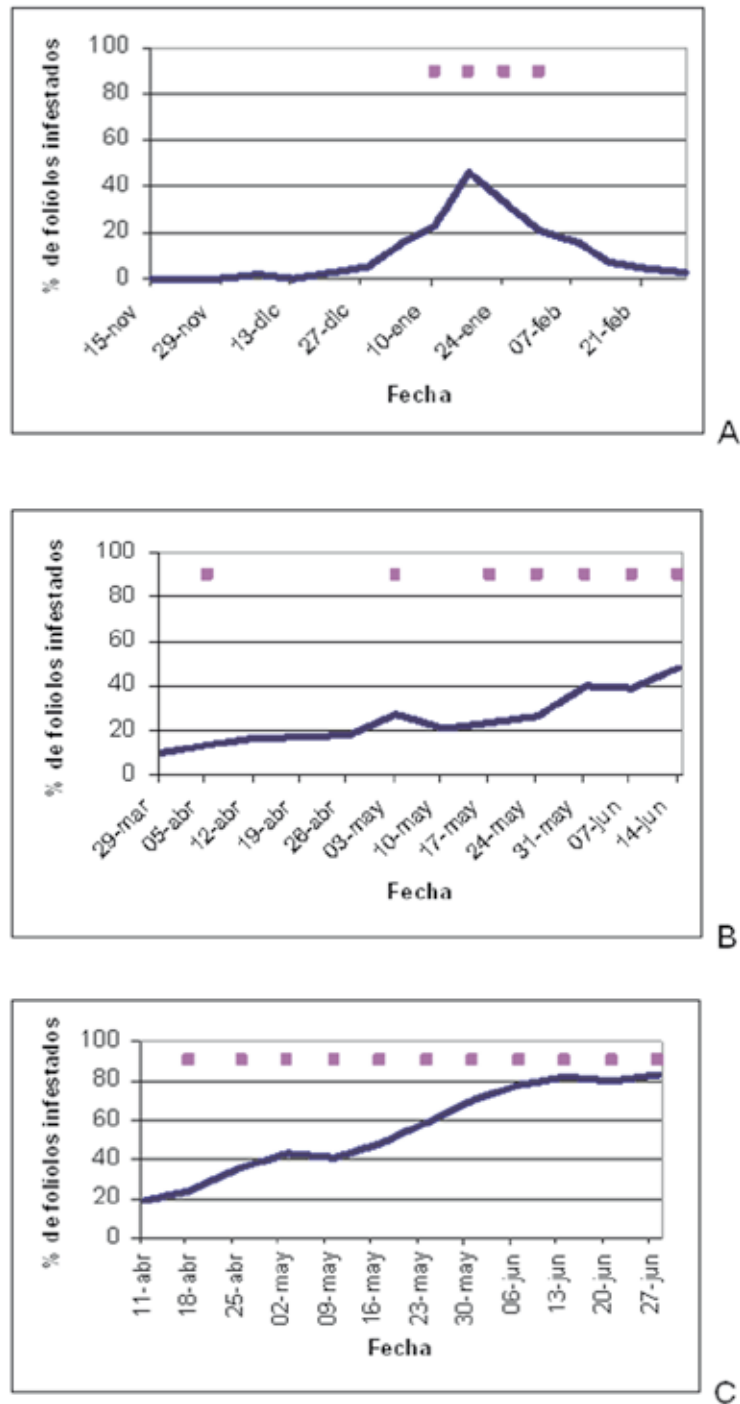 % de folíolos infestados
100
80
60
40
20
0
15-nov
29-nov
13-dic
27-dic
10-ene
24-ene
07-feb
21-feb
Fecha
A
% de folíolos infestados
100
80
60
40
20
0
29-mar
05-abr
12-abr
19-abr
26-abr
03-may
10-may
17-may
24-may
31-may
07-jun
14-jun
Fecha
B
% de folíolos infestados
100
80
60
40
20
0
11-abr
18-abr
25-abr
02-may
09-may
16-may
23-may
30-may
06-jun
13-jun
20-jun
27-jun
Fecha
C